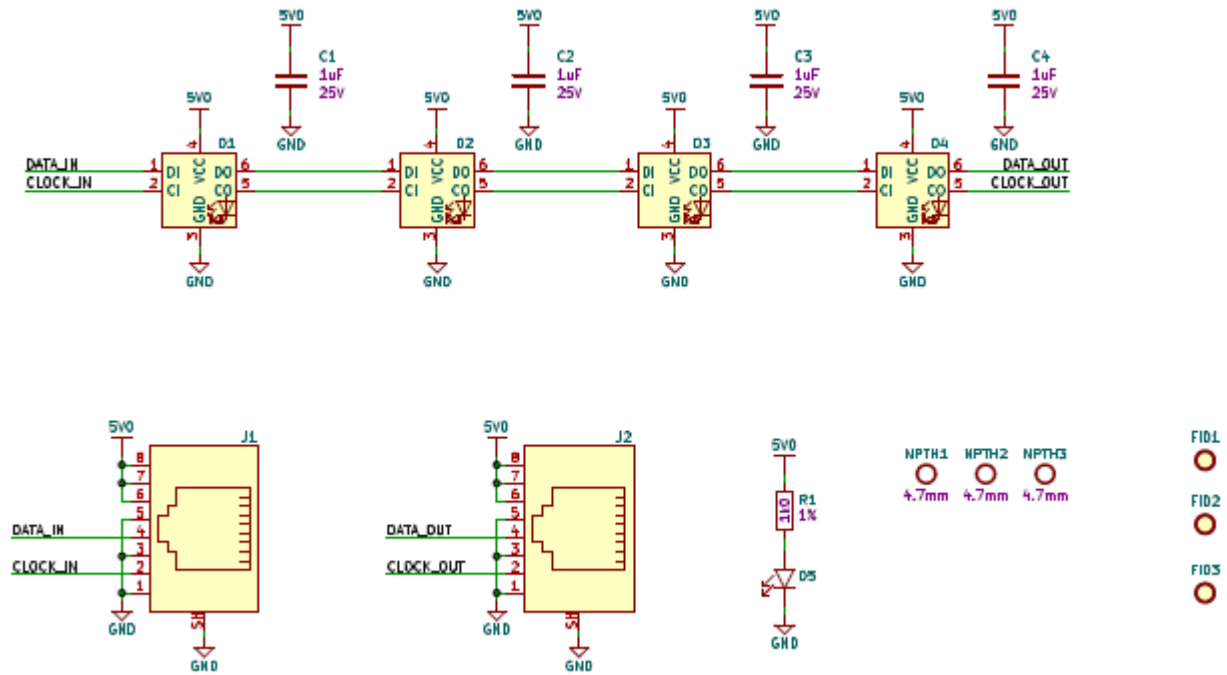 5V0 5V0 5V0 5V0
C1 C2 C3 C4
1uF 1uF 1uF 1uF
25V 25V 25V 25V
5V0 5V0 5V0 5V0
GND GND GND GND
4 D1 4 D2 4 D3 4 D4
DATA_IN 1 DI VCC DO 6 1 DI VCC DO 6 1 DI VCC DO 6 1 DI VCC DO 6 DATA_OUT
CLOCK_IN 2 CI GND CO 5 2 CI GND CO 5 2 CI GND CO 5 2 CI GND CO 5 CLOCK_OUT
3 3 3 3
GND GND GND GND
5V0 J1 5V0 J2 5V0 NPTH1 NPTH2 NPTH3 FID1
8 8
7 7
6 6 4.7mm 4.7mm 4.7mm
5 5 1k0 R1 1% FID2
DATA_IN 4 DATA_OUT 4
3 3
CLOCK_IN 2 CLOCK_OUT 2 D5 FID3
1 1
GND SH GND SH GND
GND GND